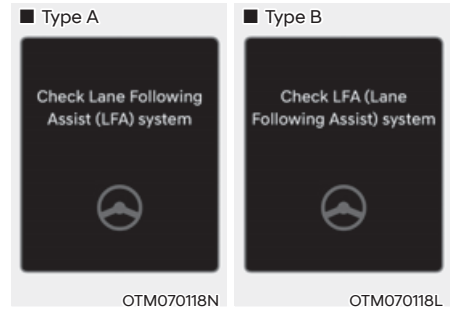 ■ Type A
Check Lane Following
Assist (LFA) system
OTM070118N
■ Type B
Check LFA (Lane
Following Assist) system
OTM070118L